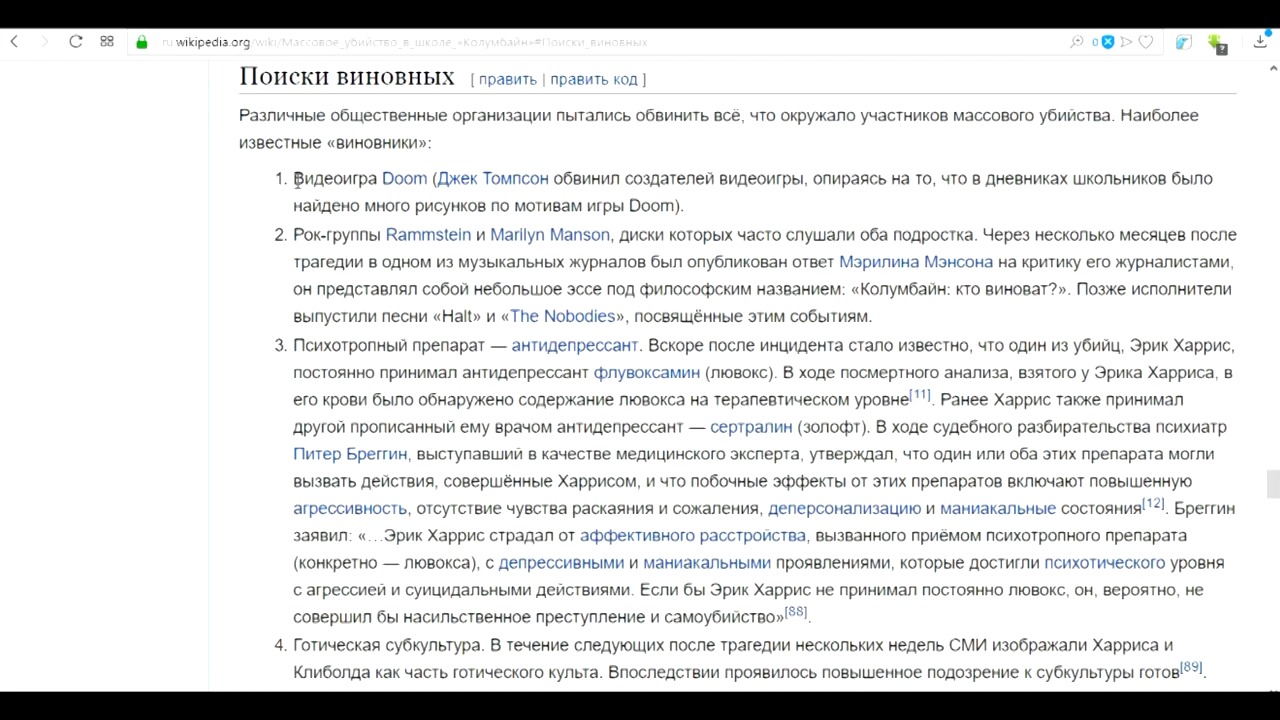 ru.wikipedia.org/wiki/Массовое_убийство_в_школе_«Колумбайн»#Поиски_виновных
0
?
Поиски виновных [ править | править код ]
Различные общественные организации пытались обвинить всё, что окружало участников массового убийства. Наиболее
известные «виновники»:
1. Видеоигра Doom (Джек Томпсон обвинил создателей видеоигры, опираясь на то, что в дневниках школьников было
найдено много рисунков по мотивам игры Doom).
2. Рок-группы Rammstein и Marilyn Manson, диски которых часто слушали оба подростка. Через несколько месяцев после
трагедии в одном из музыкальных журналов был опубликован ответ Мэрилина Мэнсона на критику его журналистами,
он представлял собой небольшое эссе под философским названием: «Колумбайн: кто виноват?». Позже исполнители
выпустили песни «Halt» и «The Nobodies», посвящённые этим событиям.
3. Психотропный препарат — антидепрессант. Вскоре после инцидента стало известно, что один из убийц, Эрик Харрис,
постоянно принимал антидепрессант флувоксамин (лювокс). В ходе посмертного анализа, взятого у Эрика Харриса, в
его крови было обнаружено содержание лювокса на терапевтическом уровне[11]. Ранее Харрис также принимал
другой прописанный ему врачом антидепрессант — сертралин (золофт). В ходе судебного разбирательства психиатр
Питер Бреггин, выступавший в качестве медицинского эксперта, утверждал, что один или оба этих препарата могли
вызвать действия, совершённые Харрисом, и что побочные эффекты от этих препаратов включают повышенную
агрессивность, отсутствие чувства раскаяния и сожаления, деперсонализацию и маниакальные состояния[12]. Бреггин
заявил: «…Эрик Харрис страдал от аффективного расстройства, вызванного приёмом психотропного препарата
(конкретно — лювокса), с депрессивными и маниакальными проявлениями, которые достигли психотического уровня
с агрессией и суицидальными действиями. Если бы Эрик Харрис не принимал постоянно лювокс, он, вероятно, не
совершил бы насильственное преступление и самоубийство»[88].
4. Готическая субкультура. В течение следующих после трагедии нескольких недель СМИ изображали Харриса и
Клиболда как часть готического культа. Впоследствии проявилось повышенное подозрение к субкультуры готов[89].